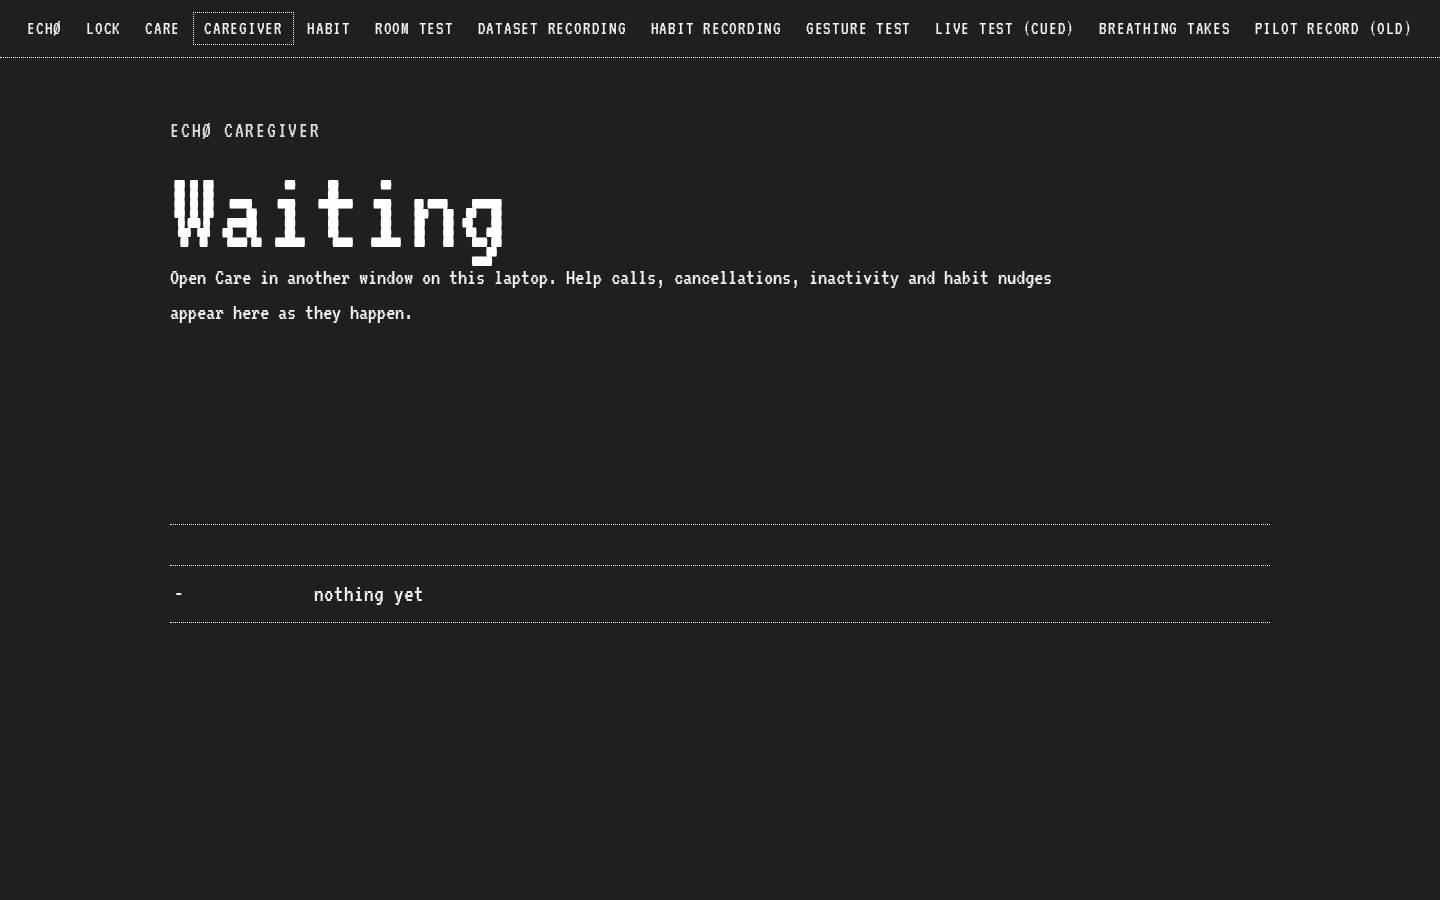 ECHØ LOCK CARE CAREGIVER HABIT ROOM TEST DATASET RECORDING HABIT RECORDING GESTURE TEST LIVE TEST (CUED) BREATHING TAKES PILOT RECORD (OLD)
ECHØ CAREGIVER
Waiting
Open Care in another window on this laptop. Help calls, cancellations, inactivity and habit nudges
appear here as they happen.
- nothing yet